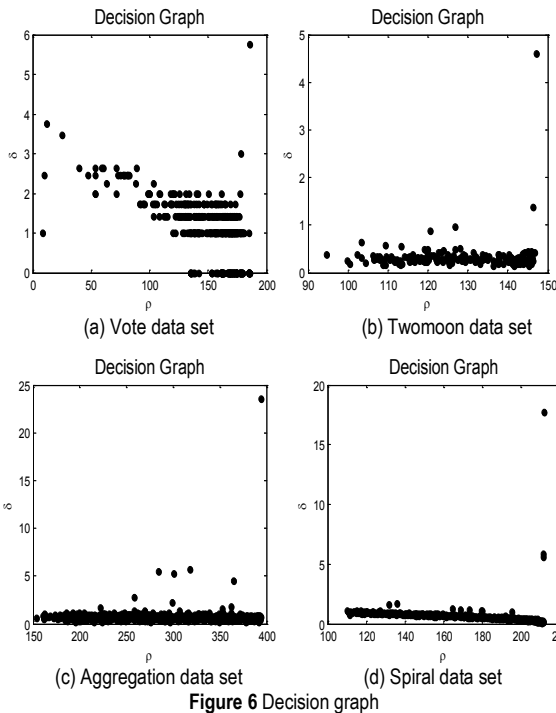 Decision Graph
6
5
4
3
2
1
0
δ
0 50 100 150 200
ρ
(a) Vote data set
Decision Graph
5
4
3
2
1
0
δ
90 100 110 120 130 140 150
ρ
(b) Twomoon data set
Decision Graph
25
20
15
10
5
0
δ
150 200 250 300 350 400
ρ
(c) Aggregation data set
Decision Graph
20
15
10
5
0
δ
100 120 140 160 180 200
ρ
(d) Spiral data set
Figure 6 Decision graph